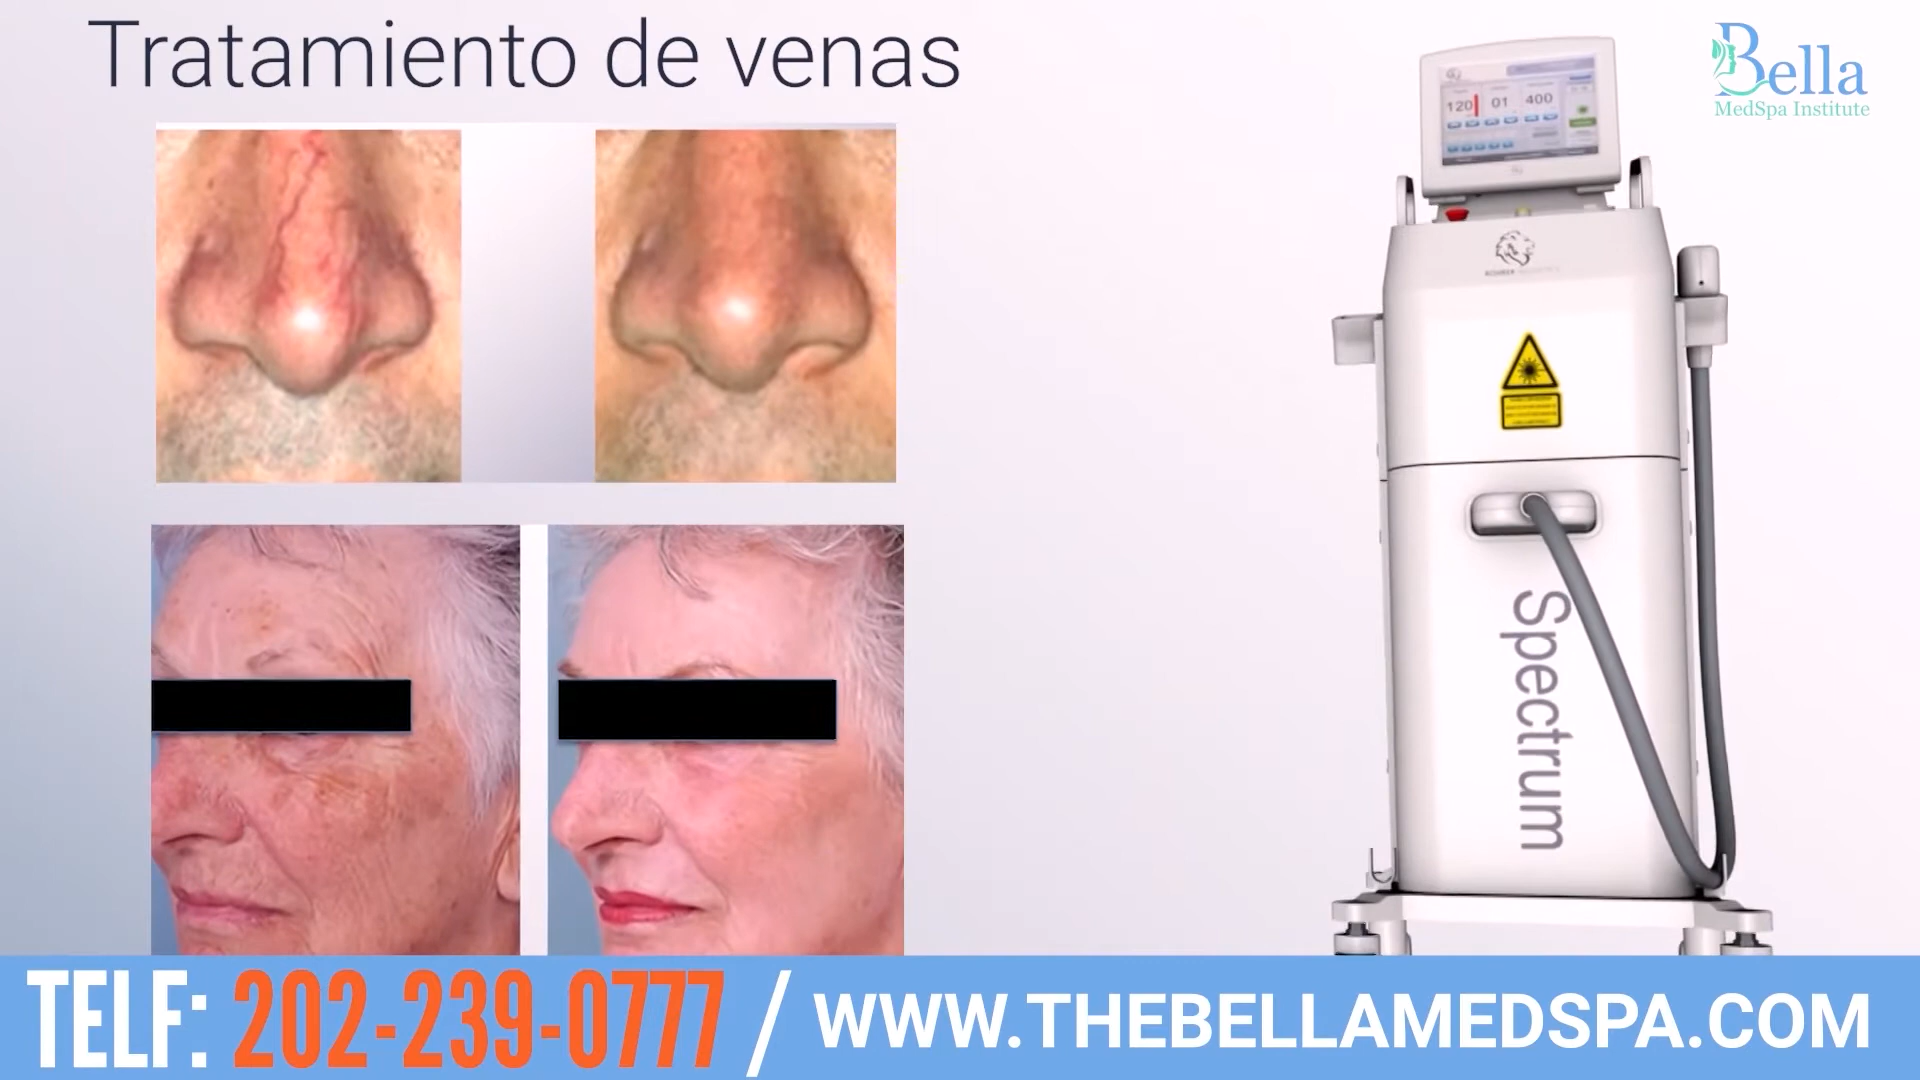 Tratamiento de venas
Bella
MedSpa Institute
120 01 400
Spectrum
TELF: 202-239-0777 / WWW.THEBELLAMEDSPA.COM